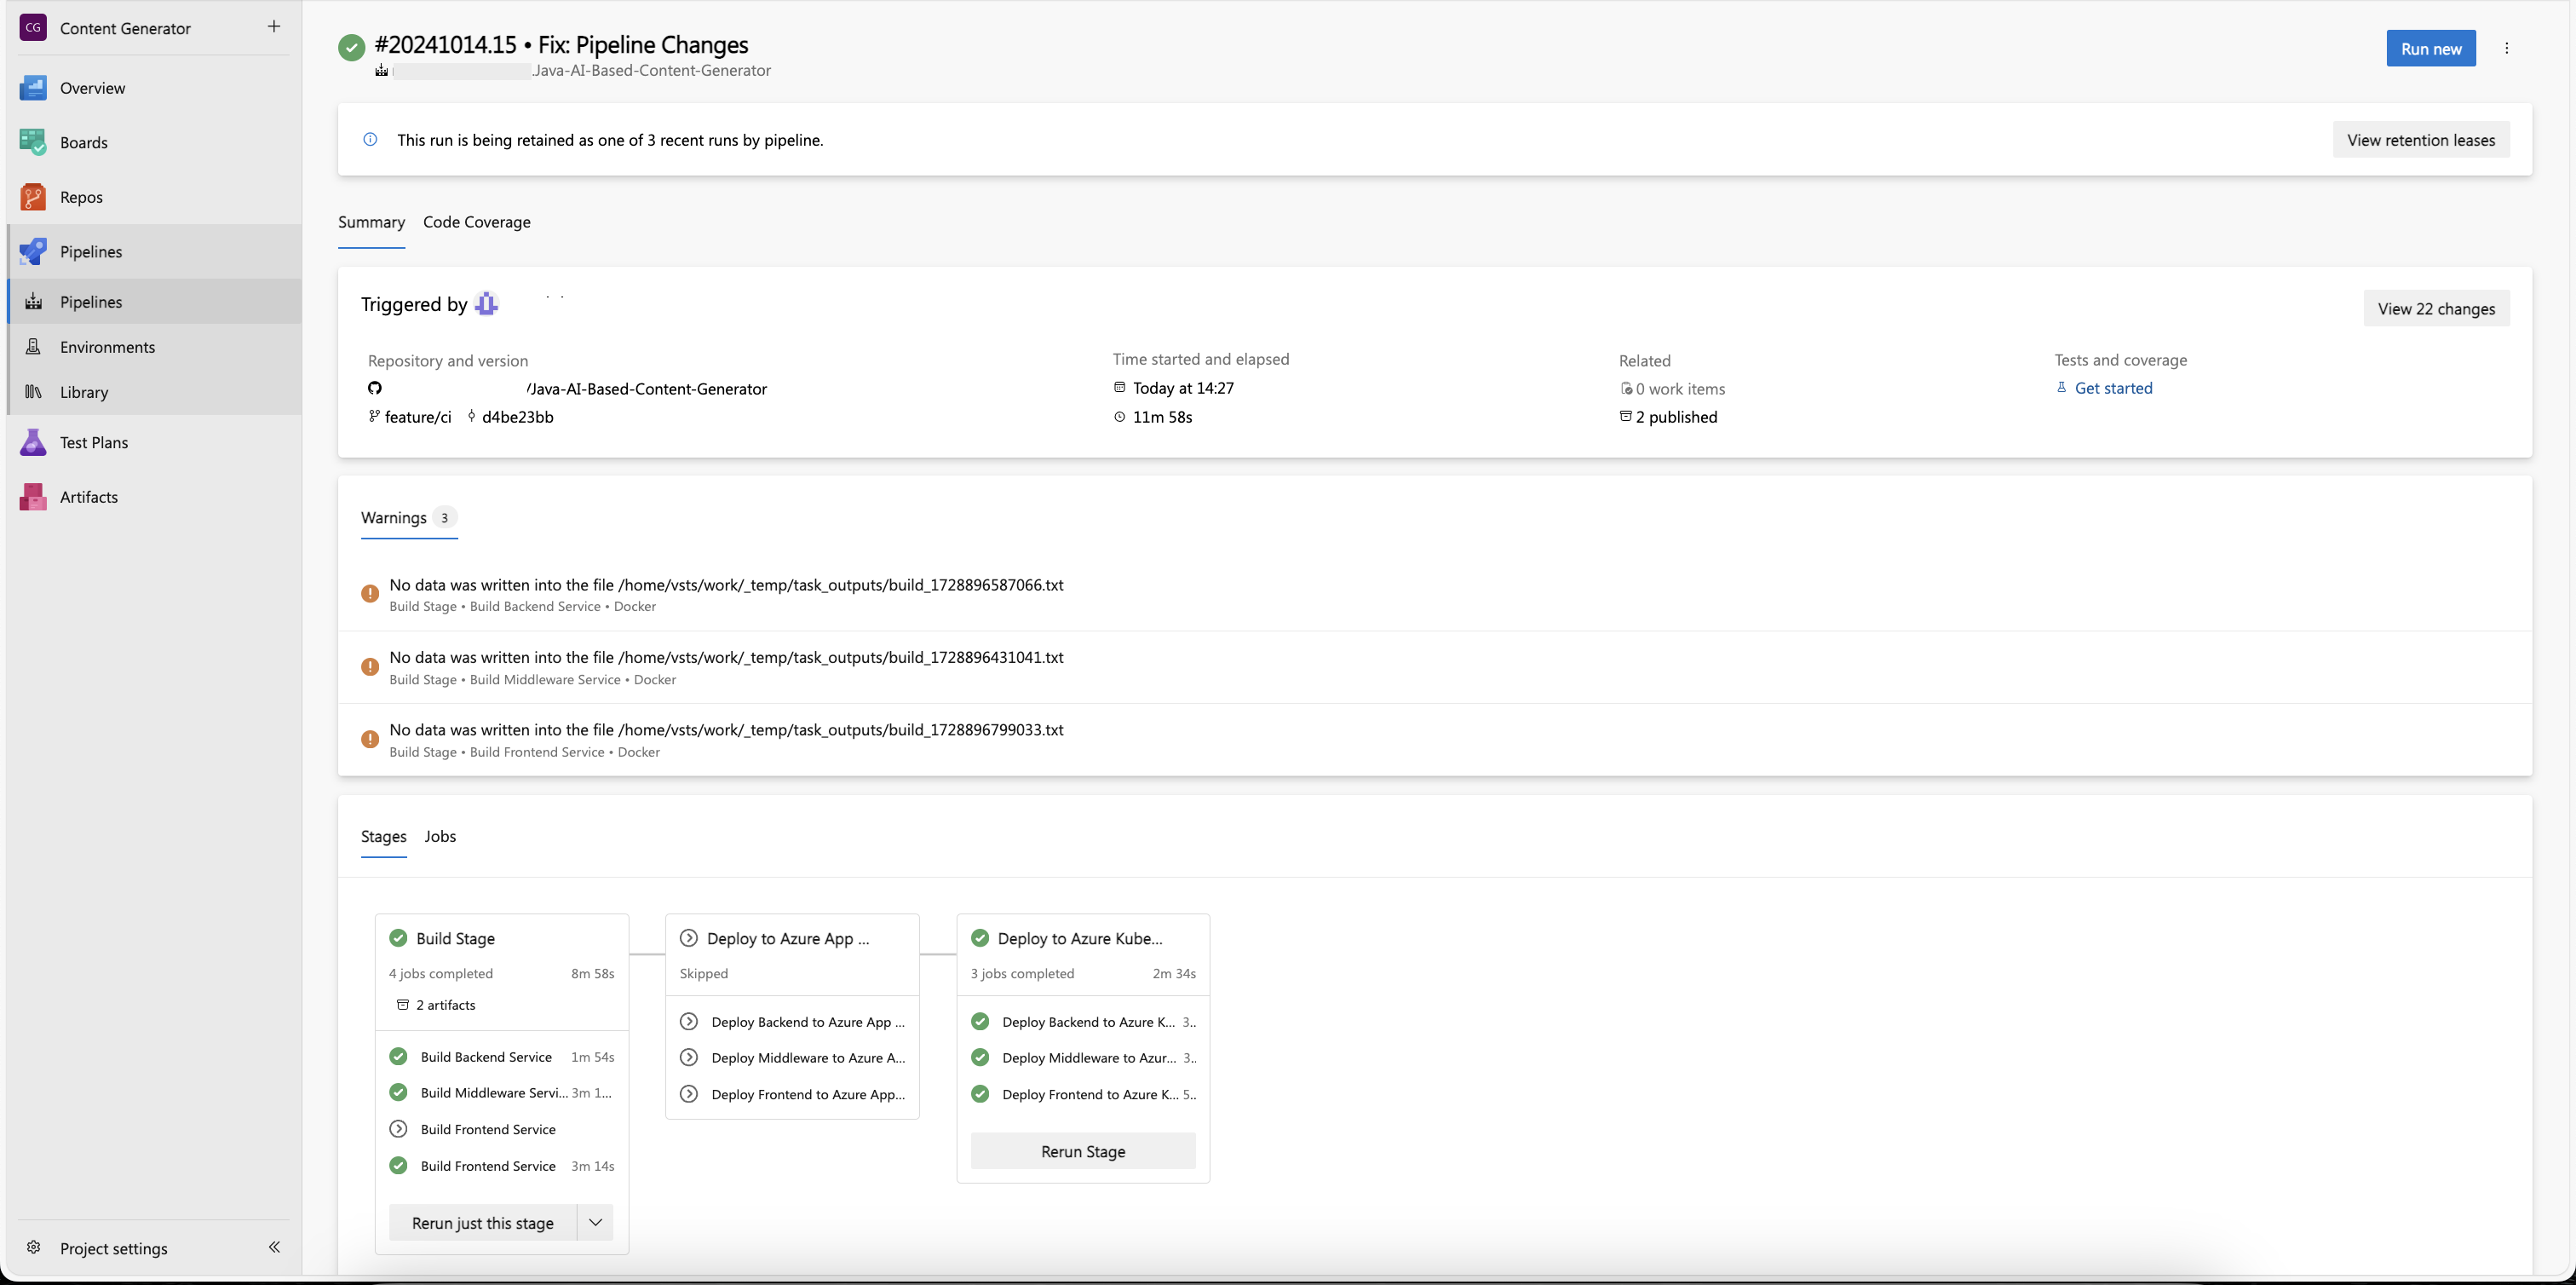 CG Content Generator
Overview
Boards
Repos
Pipelines
Pipelines
Environments
Library
Test Plans
Artifacts
Project settings
#20241014.15 • Fix: Pipeline Changes
.Java-AI-Based-Content-Generator
Run new
This run is being retained as one of 3 recent runs by pipeline.
View retention leases
Summary Code Coverage
Triggered by
View 22 changes
Repository and version
/Java-AI-Based-Content-Generator
feature/ci d4be23bb
Time started and elapsed
Today at 14:27
11m 58s
Related
0 work items
2 published
Tests and coverage
Get started
Warnings 3
No data was written into the file /home/vsts/work/_temp/task_outputs/build_1728896587066.txt
Build Stage • Build Backend Service • Docker
No data was written into the file /home/vsts/work/_temp/task_outputs/build_1728896431041.txt
Build Stage • Build Middleware Service • Docker
No data was written into the file /home/vsts/work/_temp/task_outputs/build_1728896799033.txt
Build Stage • Build Frontend Service • Docker
Stages Jobs
Build Stage
4 jobs completed 8m 58s
2 artifacts
Build Backend Service 1m 54s
Build Middleware Servi... 3m 1...
Build Frontend Service
Build Frontend Service 3m 14s
Rerun just this stage
Deploy to Azure App ...
Skipped
Deploy Backend to Azure App ...
Deploy Middleware to Azure A...
Deploy Frontend to Azure App...
Deploy to Azure Kube...
3 jobs completed 2m 34s
Deploy Backend to Azure K... 3..
Deploy Middleware to Azur... 3..
Deploy Frontend to Azure K... 5..
Rerun Stage